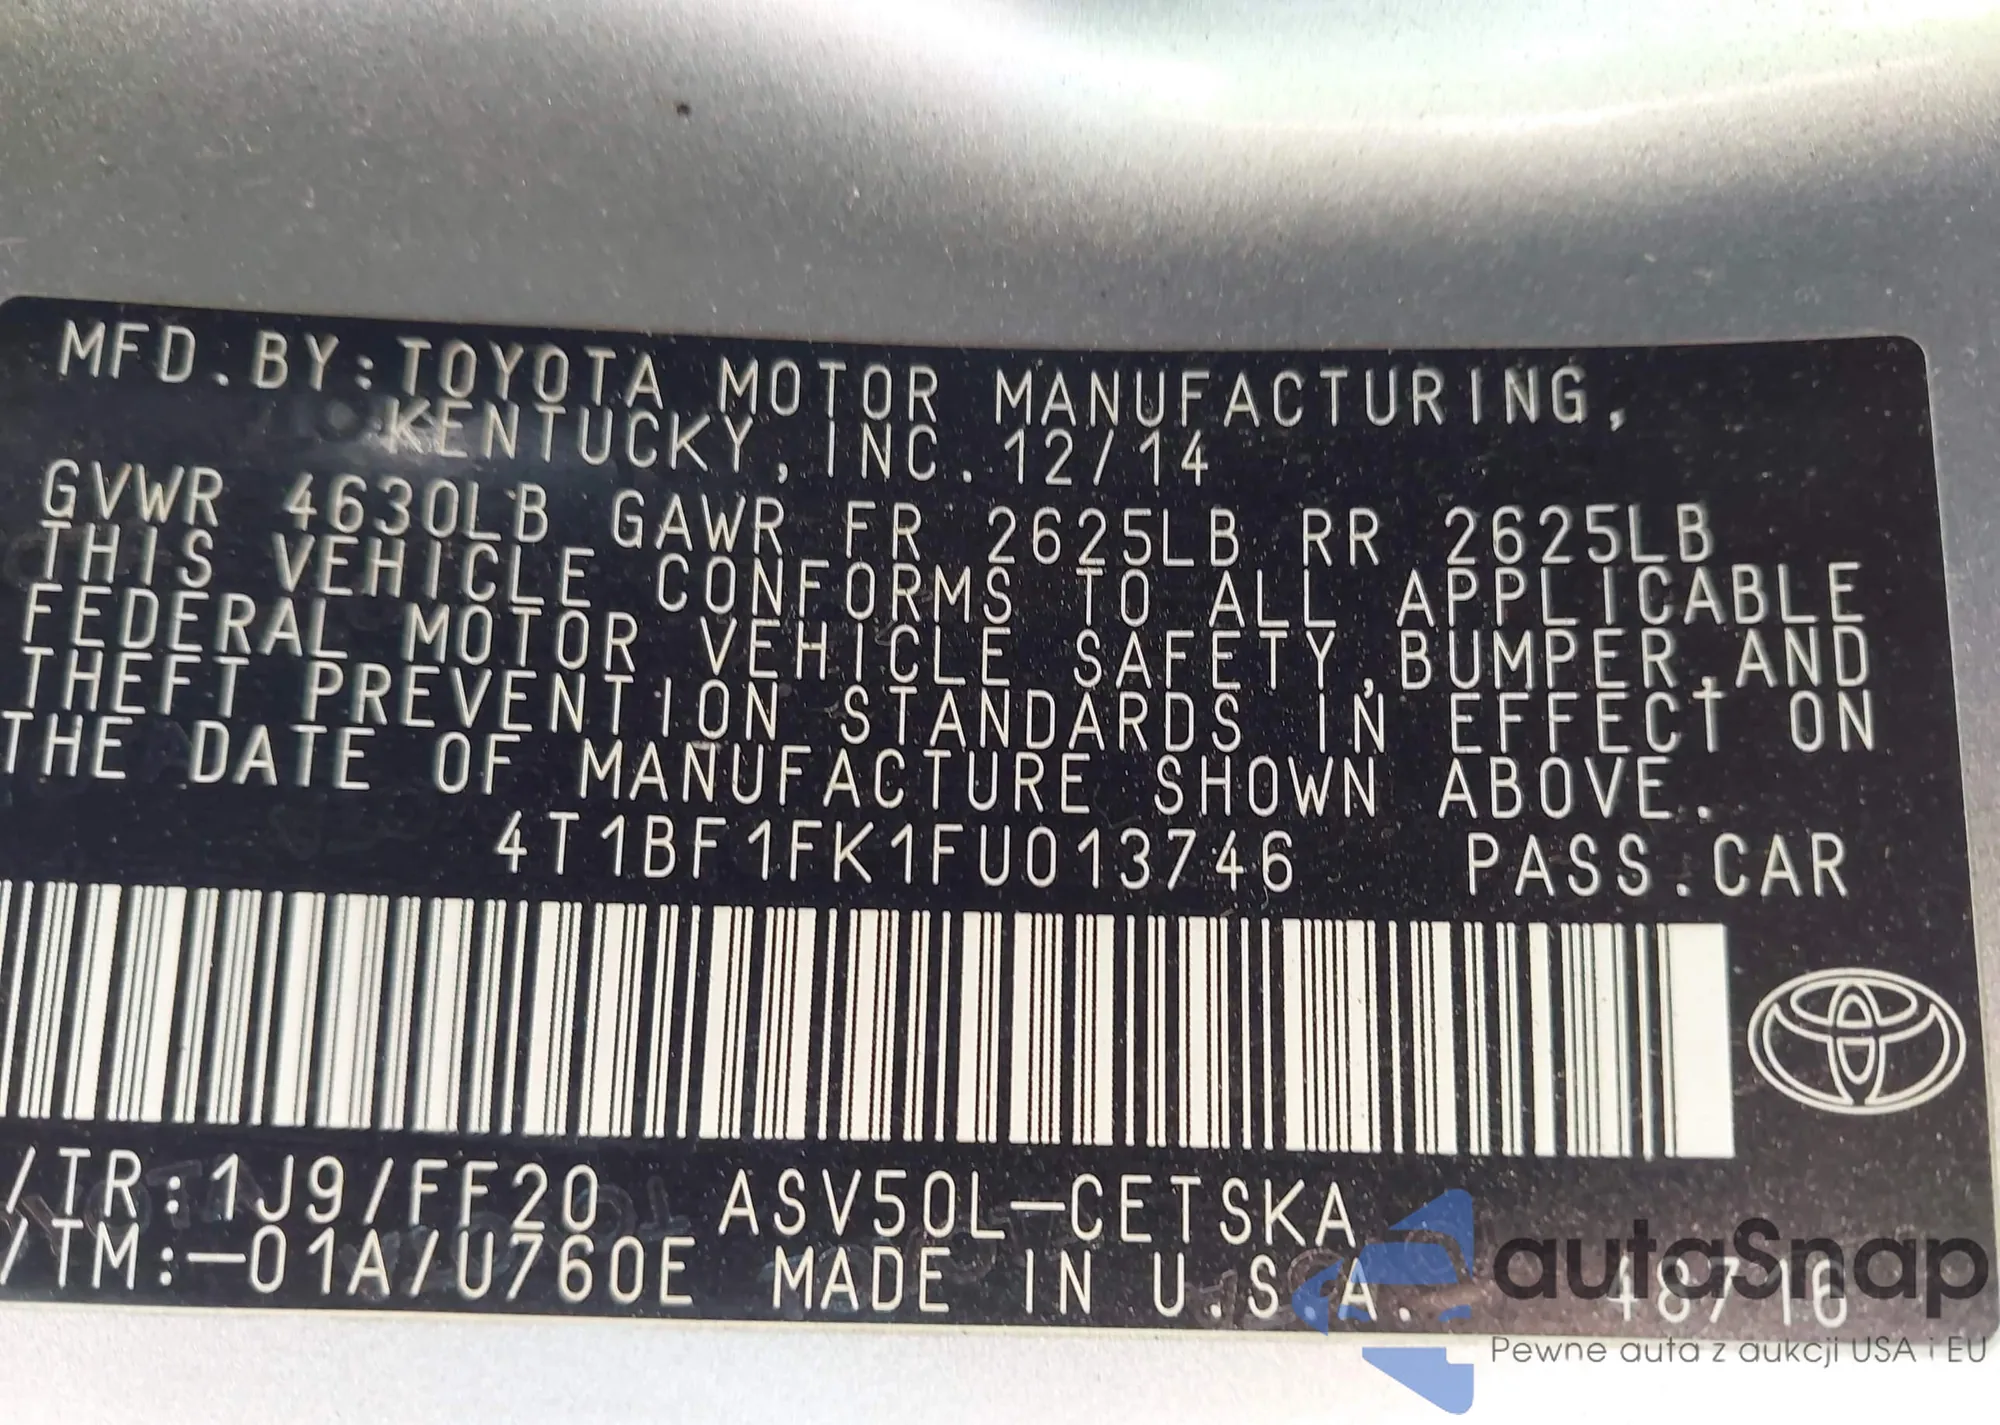 MFD.BY:TOYOTA MOTOR MANUFACTURING,
KENTUCKY, INC. 12/14
GVWR 4630LB GAWR FR 2625LB RR 2625LB
THIS VEHICLE CONFORMS TO ALL APPLICABLE
FEDERAL MOTOR VEHICLE SAFETY,BUMPER,AND
THEFT PREVENTION STANDARDS IN EFFECT ON
THE DATE OF MANUFACTURE SHOWN ABOVE.
4T1BF1FK1FU013746 PASS.CAR
/TR:1J9/FF20 ASV50L-CETSKA
/TM:-01A/U760E MADE IN U.S.A. 48716
autaSnap
Pewne auta z aukcji USA i EU